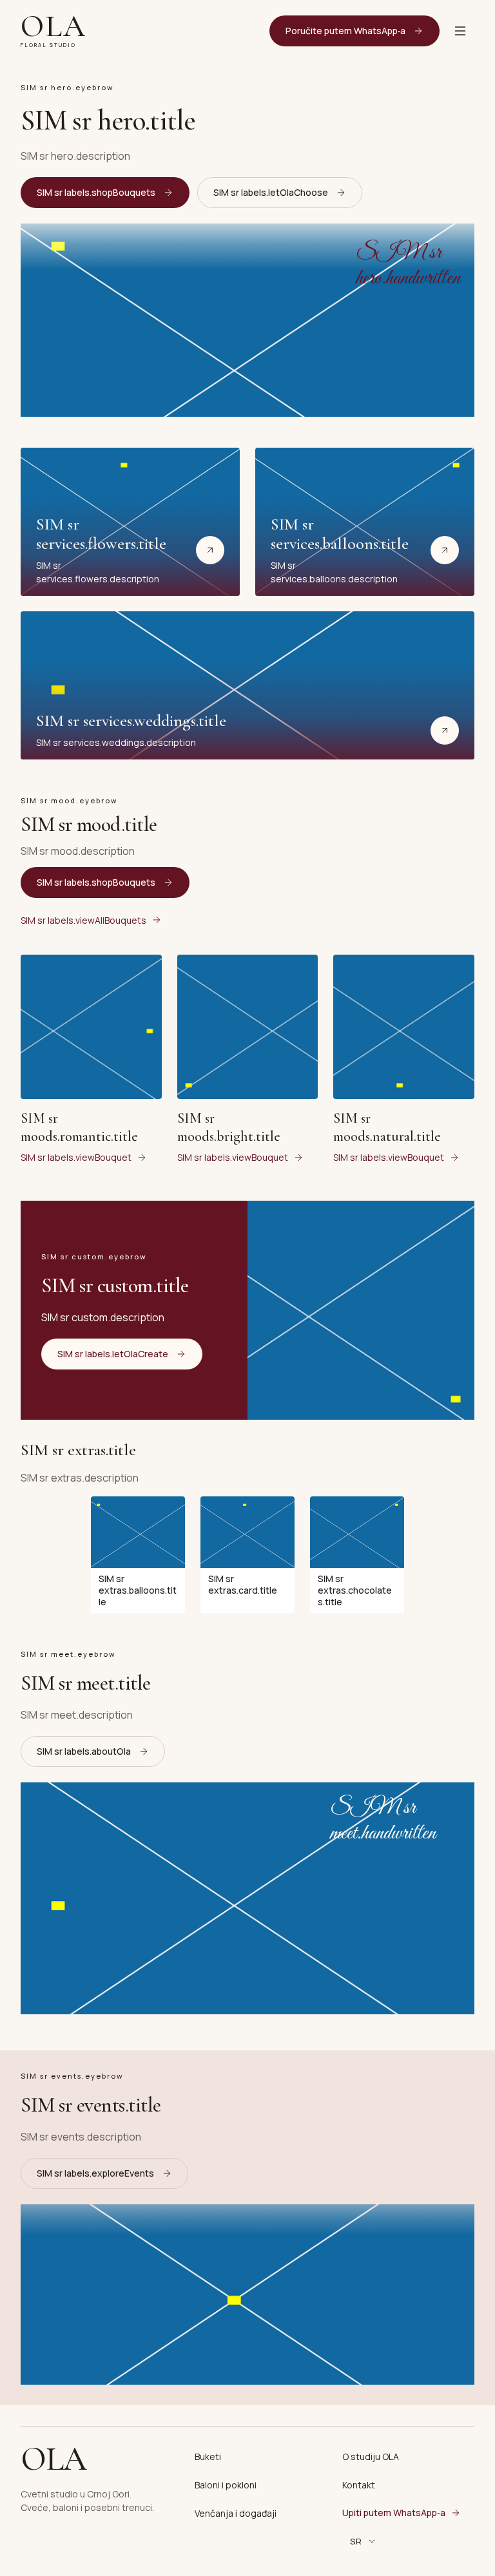 OLA
FLORAL STUDIO
Poručite putem WhatsApp-a
SIM sr hero.eyebrow
SIM sr hero.title
SIM sr hero.description
SIM sr labels.shopBouquets
SIM sr labels.letOlaChoose
SIM sr
hero.handwritten
SIM sr
services.flowers.title
SIM sr
services.flowers.description
SIM sr
services.balloons.title
SIM sr
services.balloons.description
SIM sr services.weddings.title
SIM sr services.weddings.description
SIM sr mood.eyebrow
SIM sr mood.title
SIM sr mood.description
SIM sr labels.shopBouquets
SIM sr labels.viewAllBouquets
SIM sr
moods.romantic.title
SIM sr labels.viewBouquet
SIM sr
moods.bright.title
SIM sr labels.viewBouquet
SIM sr
moods.natural.title
SIM sr labels.viewBouquet
SIM sr custom.eyebrow
SIM sr custom.title
SIM sr custom.description
SIM sr labels.letOlaCreate
SIM sr extras.title
SIM sr extras.description
SIM sr
extras.balloons.tit
le
SIM sr
extras.card.title
SIM sr
extras.chocolate
s.title
SIM sr meet.eyebrow
SIM sr meet.title
SIM sr meet.description
SIM sr labels.aboutOla
SIM sr
meet.handwritten
SIM sr events.eyebrow
SIM sr events.title
SIM sr events.description
SIM sr labels.exploreEvents
OLA
Cvetni studio u Crnoj Gori.
Cveće, baloni i posebni trenuci.
Buketi
Baloni i pokloni
Venčanja i događaji
O studiju OLA
Kontakt
Upiti putem WhatsApp-a
SR